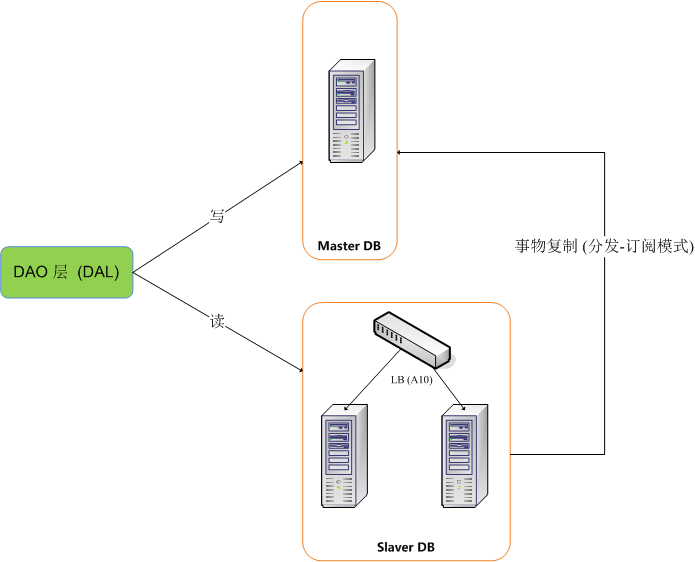 Master DB
写
事物复制 (分发-订阅模式)
DAO 层  (DAL)
读
LB (A10)
Slaver DB